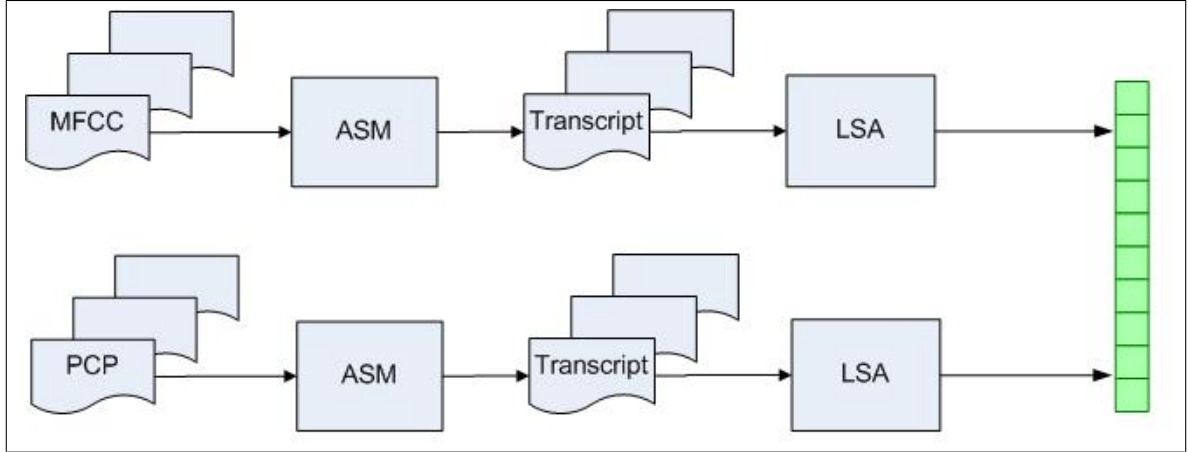 MFCC
ASM
Transcript
LSA
PCP
ASM
Transcript
LSA